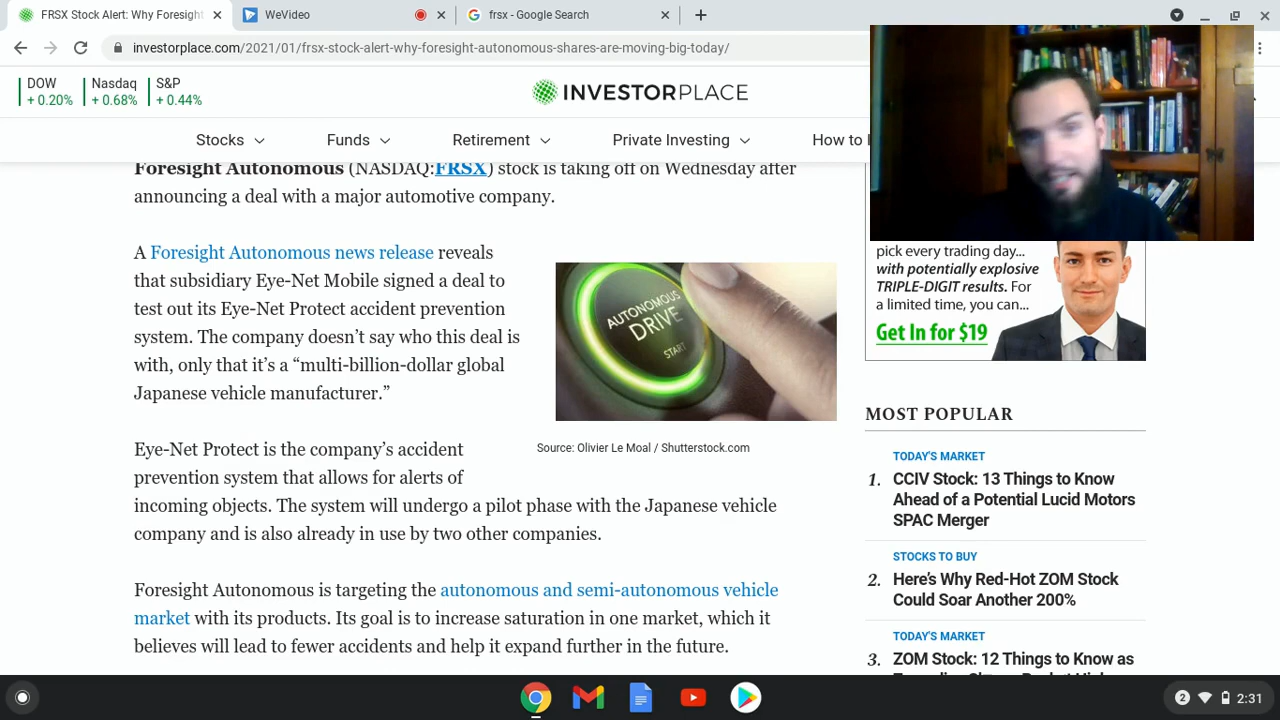 FRSX Stock Alert: Why Foresight
WeVideo
frsx - Google Search
investorplace.com/2021/01/frsx-stock-alert-why-foresight-autonomous-shares-are-moving-big-today/
DOW
+ 0.20%
Nasdaq
+ 0.68%
S&P
+ 0.44%
INVESTORPLACE
Stocks
Funds
Retirement
Private Investing
How to
Foresight Autonomous (NASDAQ:FRSX) stock is taking off on Wednesday after
announcing a deal with a major automotive company.
A Foresight Autonomous news release reveals
that subsidiary Eye-Net Mobile signed a deal to
test out its Eye-Net Protect accident prevention
system. The company doesn’t say who this deal is
with, only that it’s a “multi-billion-dollar global
Japanese vehicle manufacturer.”
AUTONOMOUS
DRIVE
START
Source: Olivier Le Moal / Shutterstock.com
Eye-Net Protect is the company’s accident
prevention system that allows for alerts of
incoming objects. The system will undergo a pilot phase with the Japanese vehicle
company and is also already in use by two other companies.
Foresight Autonomous is targeting the autonomous and semi-autonomous vehicle
market with its products. Its goal is to increase saturation in one market, which it
believes will lead to fewer accidents and help it expand further in the future.
pick every trading day...
with potentially explosive
TRIPLE-DIGIT results. For
a limited time, you can...
Get In for $19
MOST POPULAR
TODAY'S MARKET
1. CCIV Stock: 13 Things to Know
Ahead of a Potential Lucid Motors
SPAC Merger
STOCKS TO BUY
2. Here’s Why Red-Hot ZOM Stock
Could Soar Another 200%
TODAY'S MARKET
3. ZOM Stock: 12 Things to Know as
2
2:31